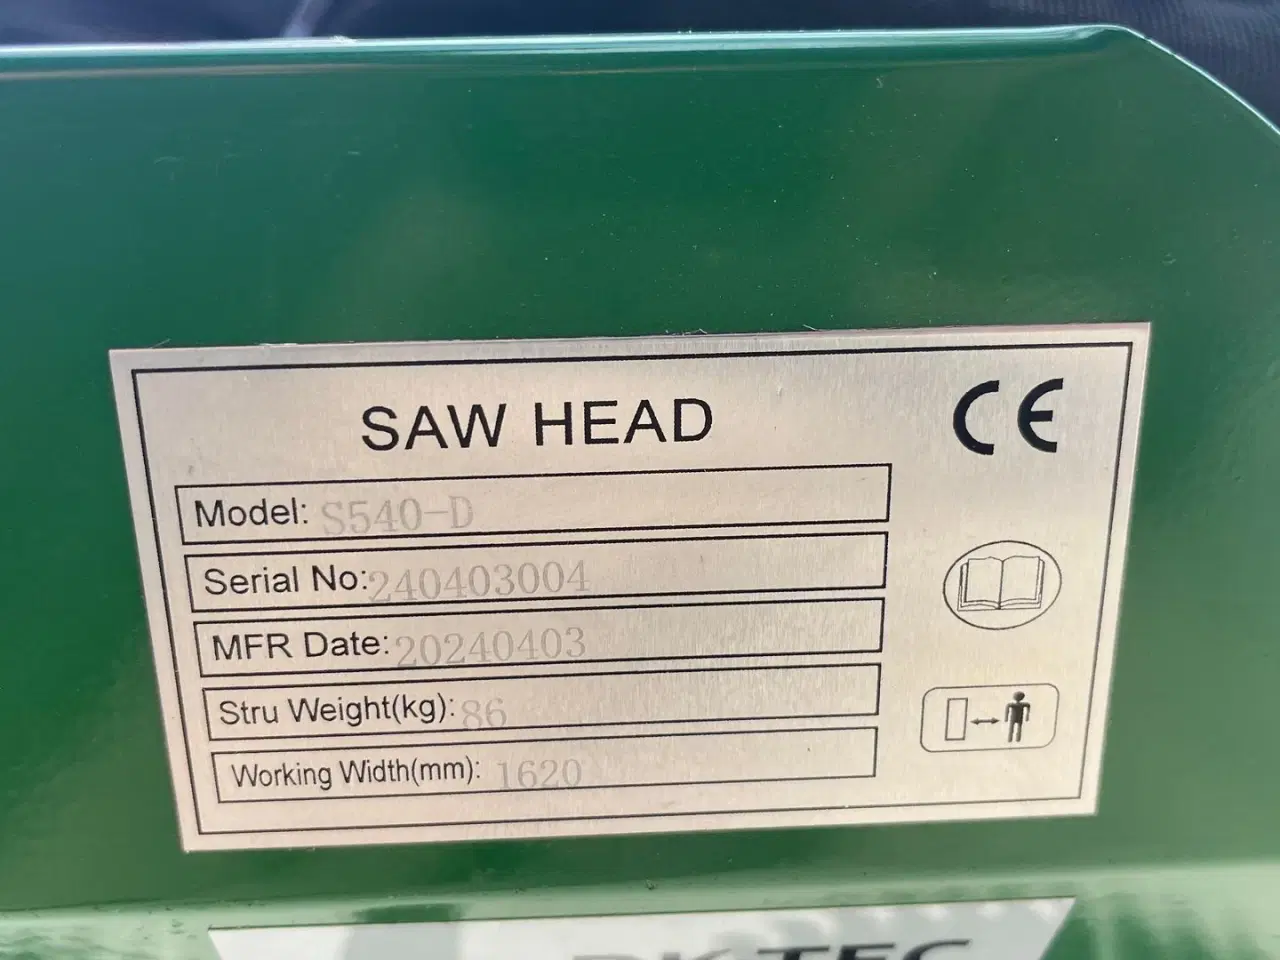 SAW HEAD
CE
Model: S540-D
Serial No: 240403004
MFR Date: 20240403
Stru Weight(kg): 86
Working Width(mm): 1620
TEC